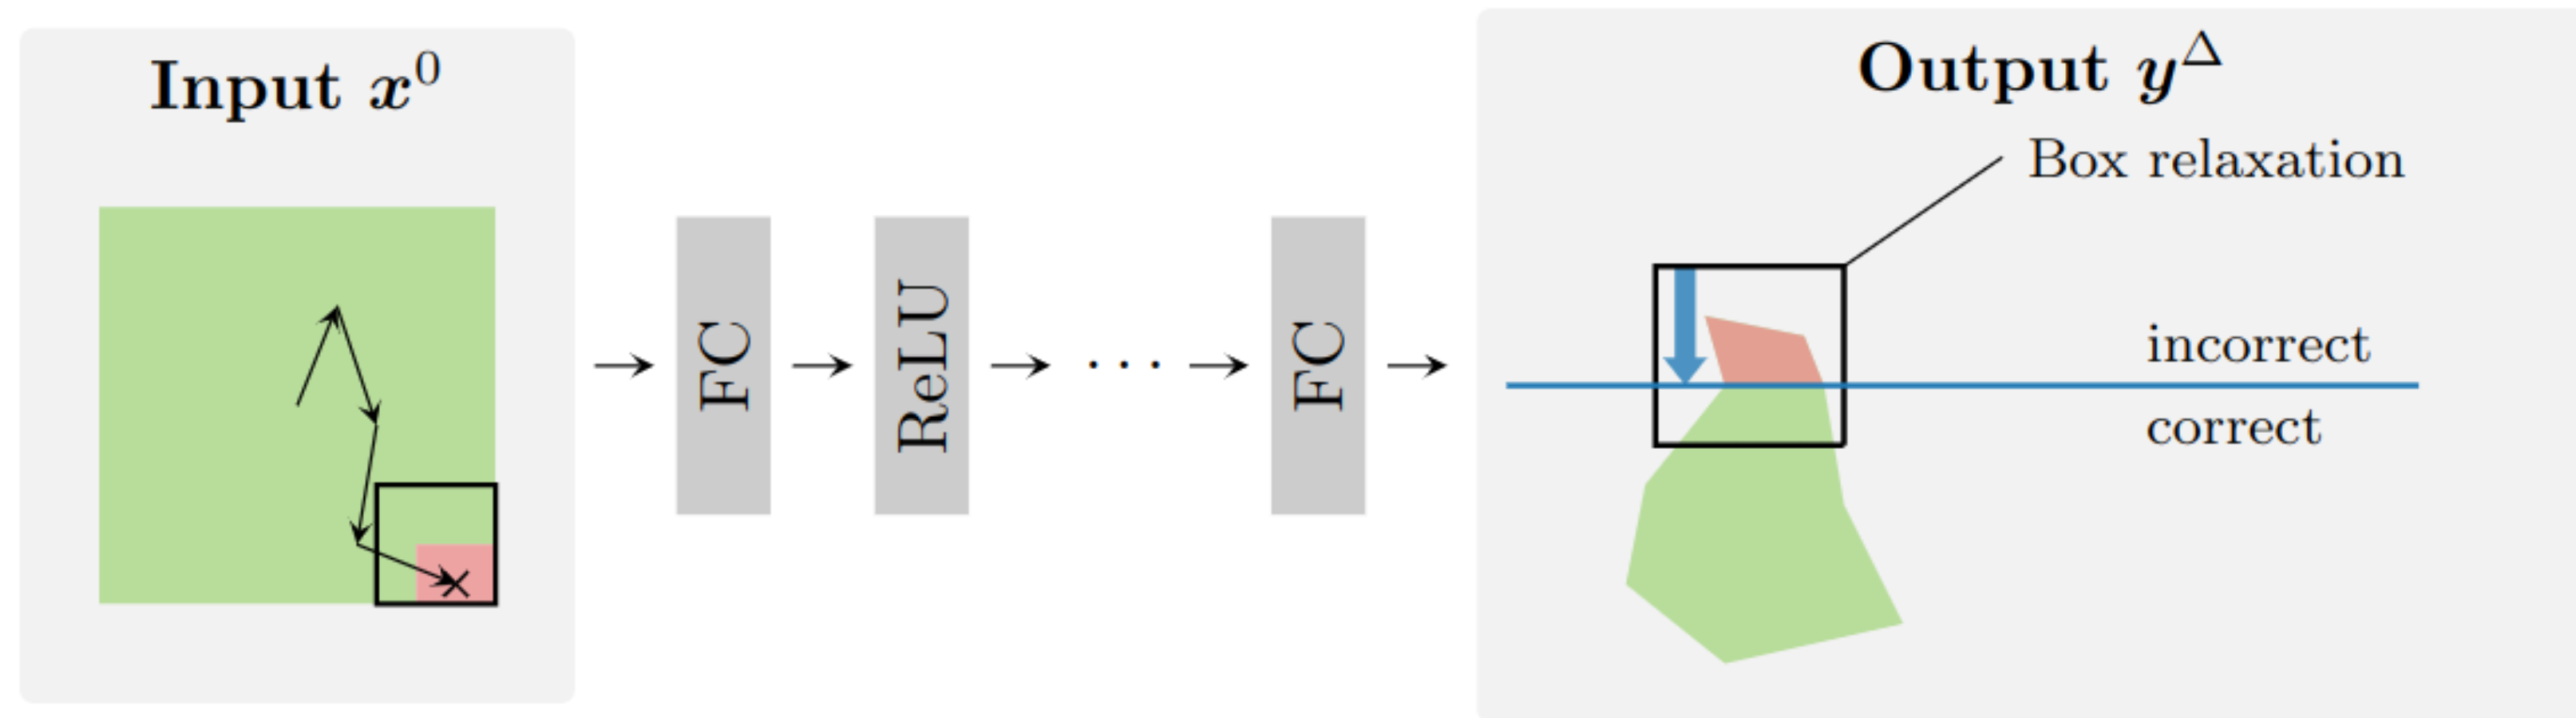 Input x⁰
FC
ReLU
· · ·
FC
Output y^Δ
Box relaxation
incorrect
correct